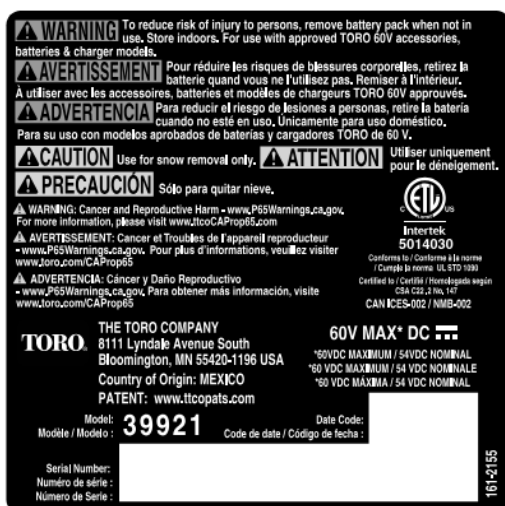 WARNING To reduce risk of injury to persons, remove battery pack when not in
use. Store indoors. For use with approved TORO 60V accessories,
batteries & charger models.
AVERTISSEMENT Pour réduire les risques de blessures corporelles, retirez la
batterie quand vous ne l'utilisez pas. Remiser à l'intérieur.
À utiliser avec les accessoires, batteries et modèles de chargeurs TORO 60V approuvés.
ADVERTENCIA Para reducir el riesgo de lesiones a personas, retire la batería
cuando no esté en uso. Únicamente para uso doméstico.
Para su uso con modelos aprobados de baterías y cargadores TORO de 60 V.
CAUTION Use for snow removal only.
ATTENTION Utiliser uniquement
pour le déneigement.
PRECAUCIÓN Sólo para quitar nieve.
WARNING: Cancer and Reproductive Harm - www.P65Warnings.ca.gov.
For more information, please visit www.ttcoCAProp65.com
AVERTISSEMENT: Cancer et Troubles de l'appareil reproducteur
- www.P65Warnings.ca.gov. Pour plus d'informations, veuillez visiter
www.toro.com/CAProp65
ADVERTENCIA: Cáncer y Daño Reproductivo
- www.P65Warnings.ca.gov. Para obtener más información, visite
www.toro.com/CAProp65
C ETL US
Intertek
5014030
Conforms to / Conforme à la norme
/ Cumple la norma UL STD 1090
Certified to / Certifié / Homologada según
CSA C22.2 No. 147
CAN ICES-002 / NMB-002
TORO.
THE TORO COMPANY
8111 Lyndale Avenue South
Bloomington, MN 55420-1196 USA
Country of Origin: MEXICO
PATENT: www.ttcopats.com
60V MAX* DC
*60VDC MAXIMUM / 54VDC NOMINAL
*60 VDC MAXIMUM / 54 VDC NOMINALE
*60 VDC MÁXIMA / 54 VDC NOMINAL
Model:
Modèle / Modelo : 39921
Date Code:
Code de date / Código de fecha :
Serial Number:
Numéro de série :
Número de Serie :
161-2155